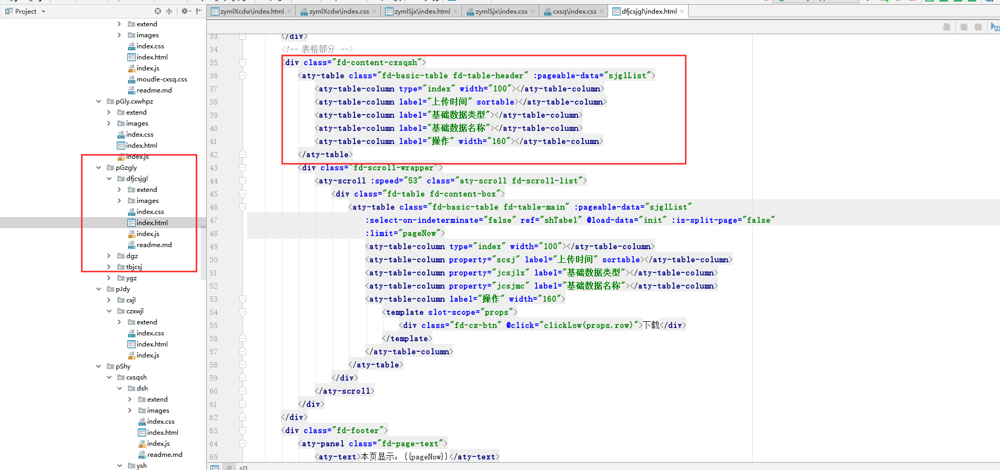 Project
zymlXcdw\index.html
zymlXcdw\index.css
zymlSjx\index.html
zymlSjx\index.css
cxsq\index.css
dfjcsjgl\index.html
extend
images
index.css
index.html
index.js
moudle-cxsq.css
readme.md
pGly.cxwhpz
extend
images
index.css
index.html
index.js
pGzgly
dfjcsjgl
extend
images
index.css
index.html
index.js
readme.md
dgz
tbjcsj
ygz
pJdy
cxjl
czxwjl
extend
index.css
index.html
index.js
pShy
cxsqsh
dsh
extend
images
index.css
index.html
index.js
readme.md
ysh
33 </div>
34 <!-- 表格部分 -->
35 <div class="fd-content-cxsqsh">
36 <aty-table class="fd-basic-table fd-table-header" :pageable-data="sjglList">
37 <aty-table-column type="index" width="100"></aty-table-column>
38 <aty-table-column label="上传时间" sortable></aty-table-column>
39 <aty-table-column label="基础数据类型"></aty-table-column>
40 <aty-table-column label="基础数据名称"></aty-table-column>
41 <aty-table-column label="操作" width="160"></aty-table-column>
42 </aty-table>
43 <div class="fd-scroll-wrapper">
44 <aty-scroll :speed="53" class="aty-scroll fd-scroll-list">
45 <div class="fd-table fd-content-box">
46 <aty-table class="fd-basic-table fd-table-main" :pageable-data="sjglList"
47 :select-on-indeterminate="false" ref="shTabel" @load-data="init" :is-split-page="false"
48 :limit="pageNow">
49 <aty-table-column type="index" width="100"></aty-table-column>
50 <aty-table-column property="scsj" label="上传时间" sortable></aty-table-column>
51 <aty-table-column property="jcsjlx" label="基础数据类型"></aty-table-column>
52 <aty-table-column property="jcsjmc" label="基础数据名称"></aty-table-column>
53 <aty-table-column label="操作" width="160">
54 <template slot-scope="props">
55 <div class="fd-cz-btn" @click="clickLow(props.row)">下载</div>
56 </template>
57 </aty-table-column>
58 </aty-table>
59 </div>
60 </aty-scroll>
61 </div>
62 </div>
63 <div class="fd-footer">
64 <aty-panel class="fd-page-text">
65 <aty-text>本页显示: {{pageNow}}</aty-text>